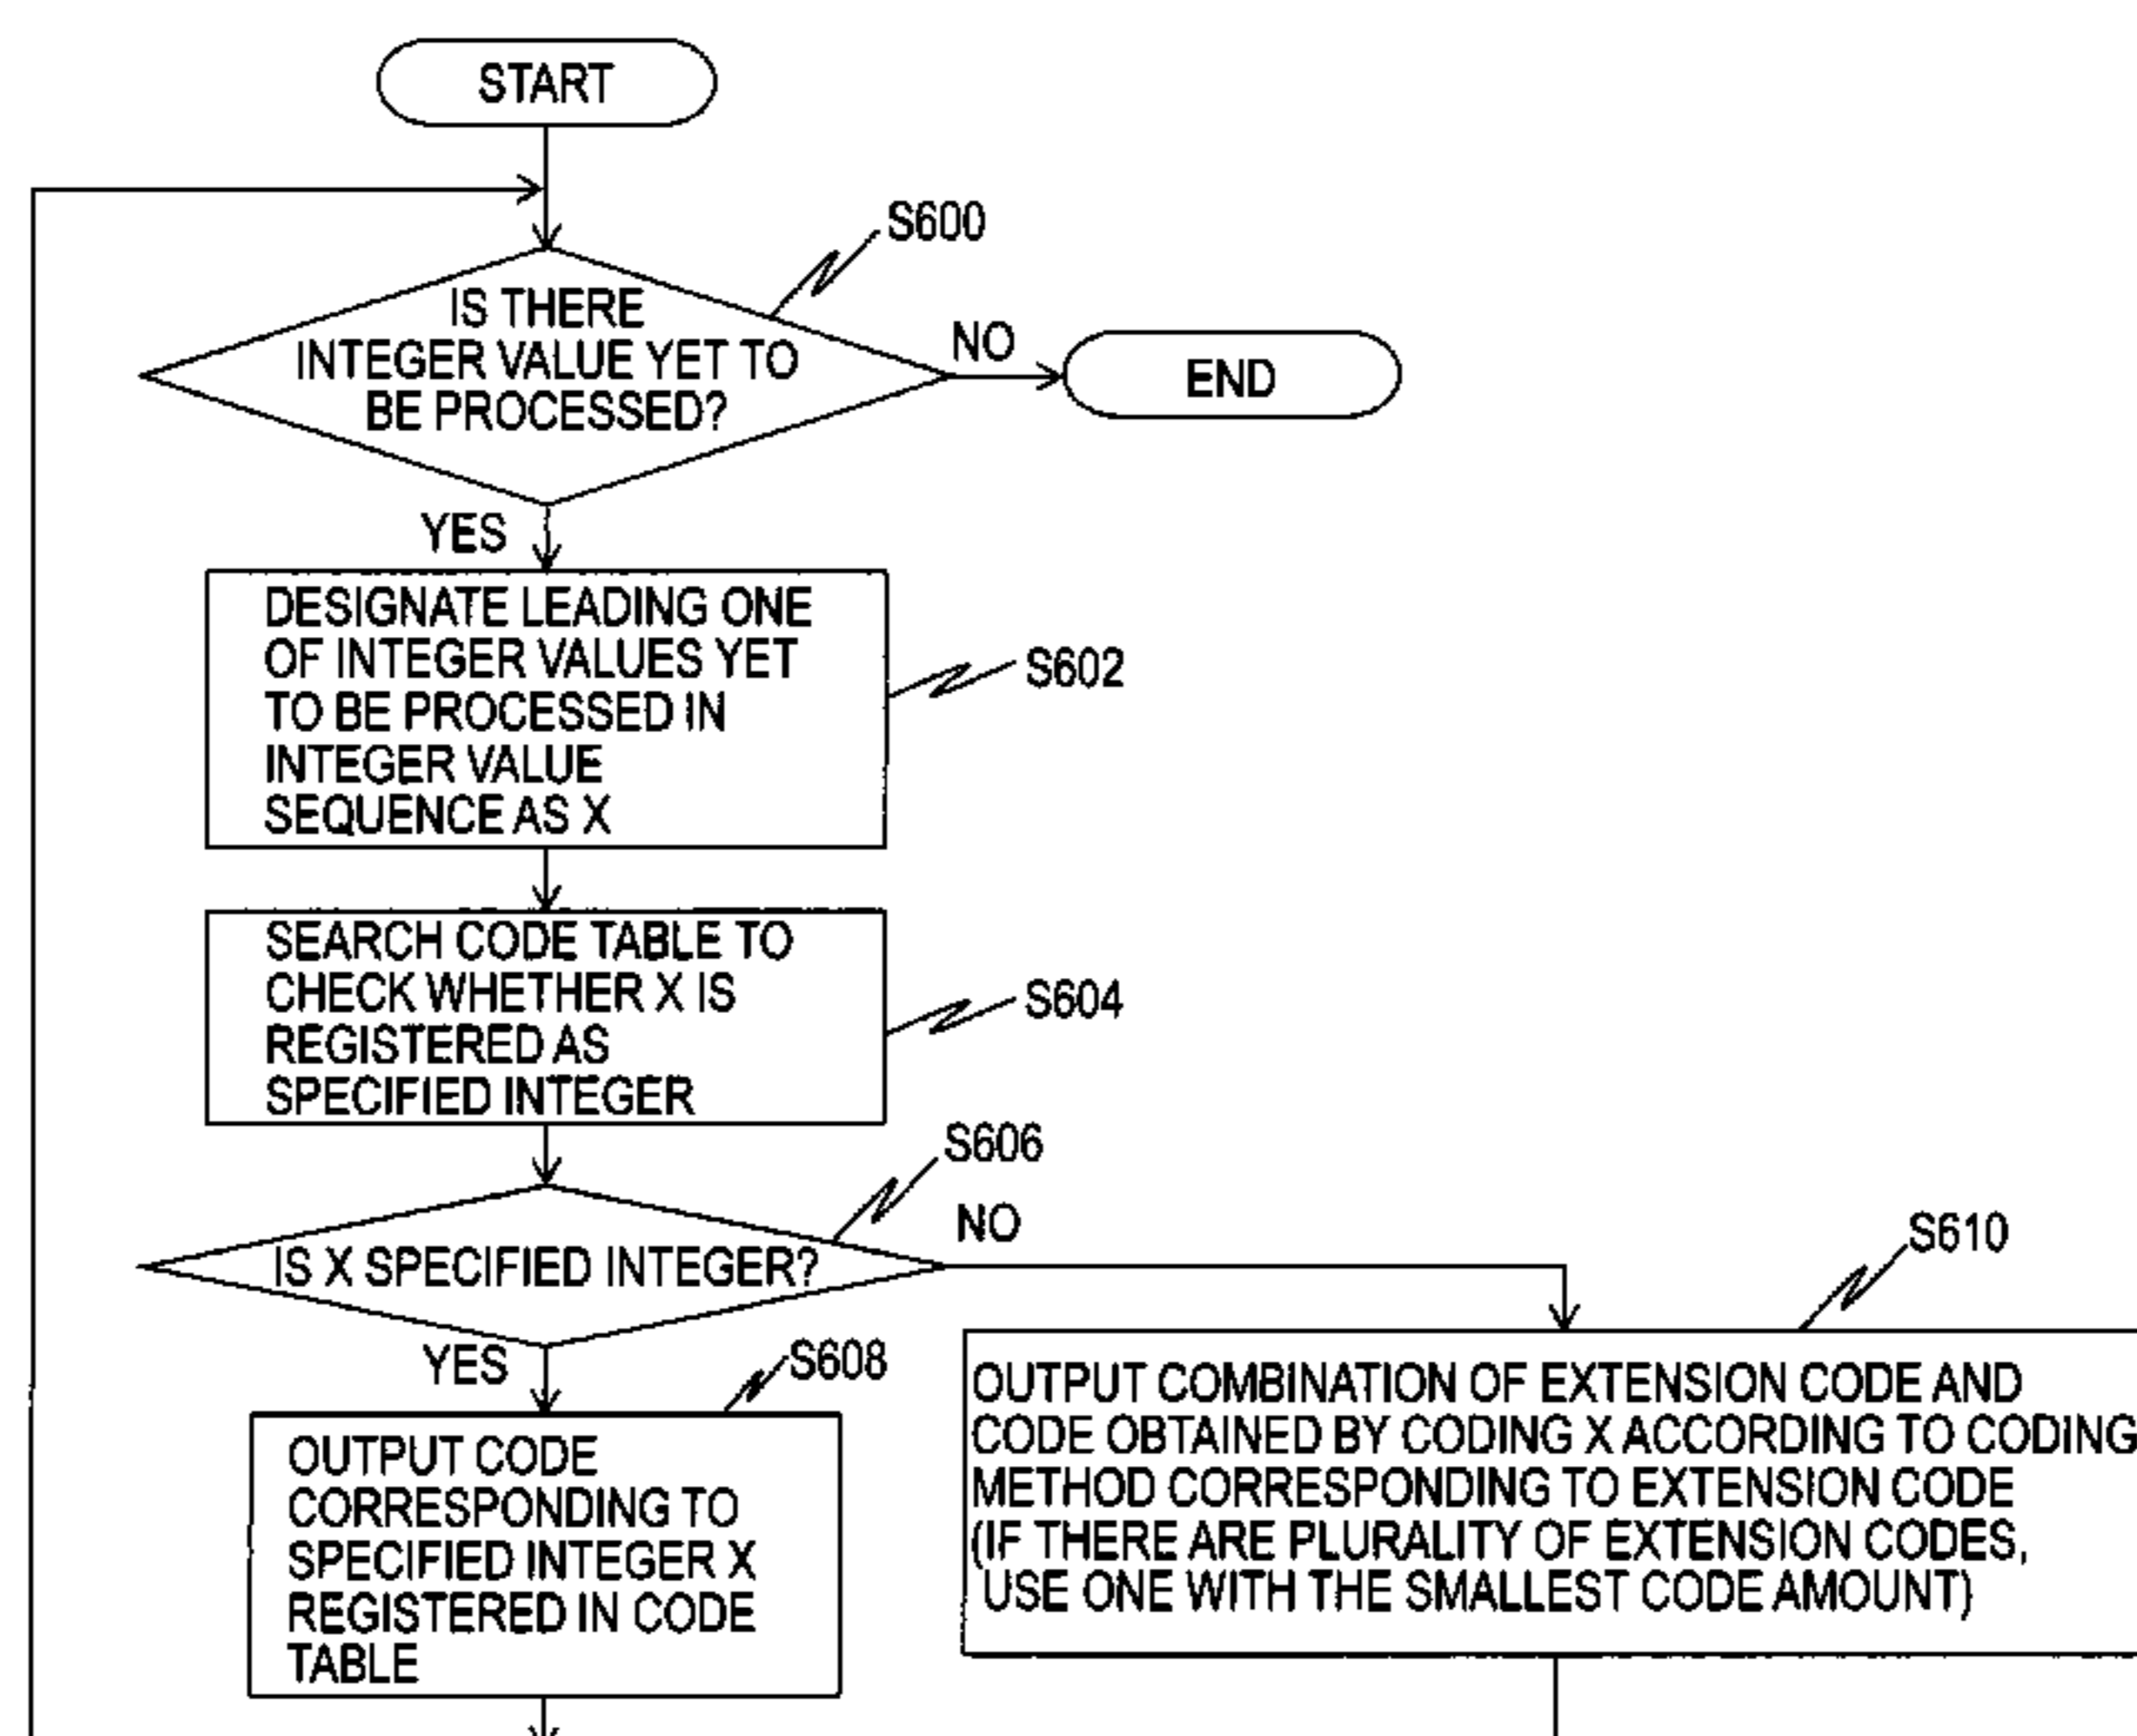 START
S600
IS THERE
INTEGER VALUE YET TO
BE PROCESSED?
NO
END
YES
DESIGNATE LEADING ONE
OF INTEGER VALUES YET
TO BE PROCESSED IN
INTEGER VALUE
SEQUENCE AS X
S602
SEARCH CODE TABLE TO
CHECK WHETHER X IS
REGISTERED AS
SPECIFIED INTEGER
S604
S606
IS X SPECIFIED INTEGER?
NO
YES
S608
OUTPUT CODE
CORRESPONDING TO
SPECIFIED INTEGER X
REGISTERED IN CODE
TABLE
S610
OUTPUT COMBINATION OF EXTENSION CODE AND
CODE OBTAINED BY CODING X ACCORDING TO CODING
METHOD CORRESPONDING TO EXTENSION CODE
(IF THERE ARE PLURALITY OF EXTENSION CODES,
USE ONE WITH THE SMALLEST CODE AMOUNT)